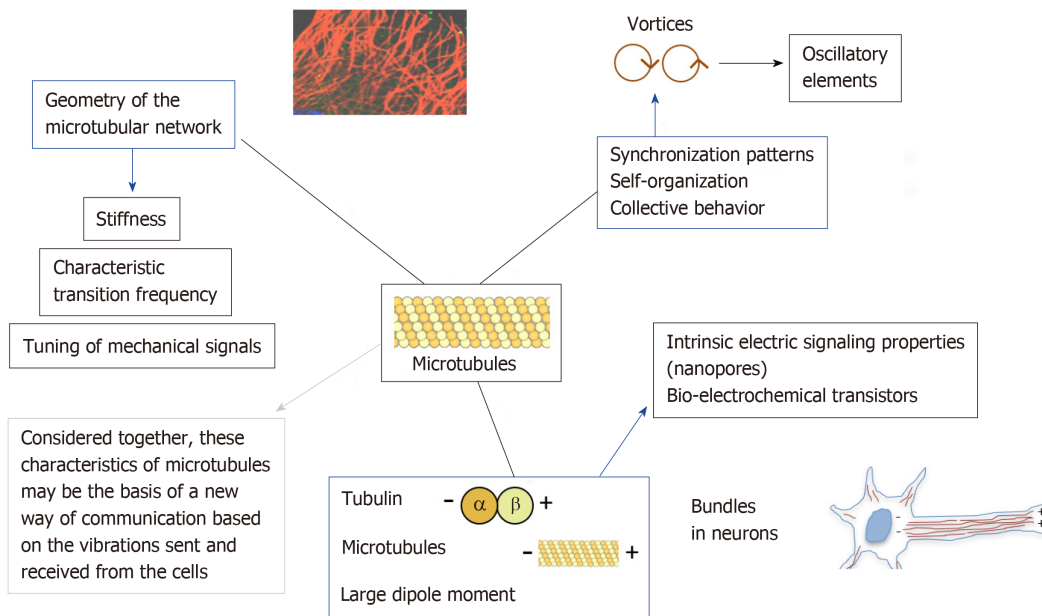 Vortices
Oscillatory
elements
Geometry of the
microtubular network
Synchronization patterns
Self-organization
Collective behavior
Stiffness
Characteristic
transition frequency
Tuning of mechanical signals
Microtubules
Intrinsic electric signaling properties
(nanopores)
Bio-electrochemical transistors
Considered together, these
characteristics of microtubules
may be the basis of a new
way of communication based
on the vibrations sent and
received from the cells
Tubulin - α β +
Microtubules - +
Large dipole moment
Bundles
in neurons
- +
- +